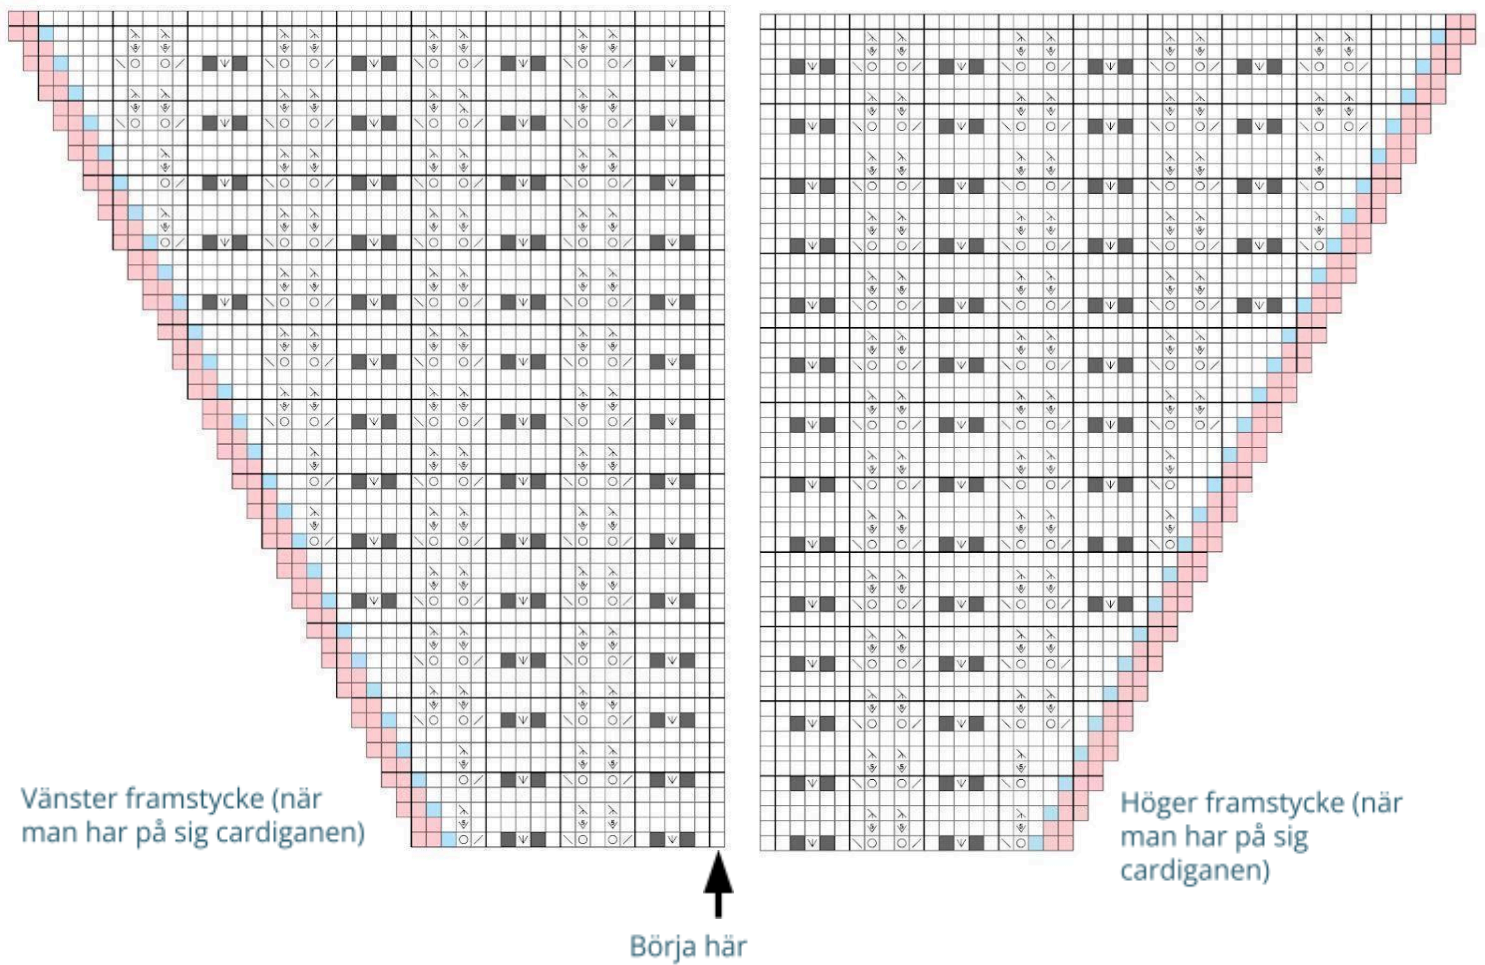 Vänster framstycke (när
man har på sig cardiganen)
Höger framstycke (när
man har på sig
cardiganen)
Börja här